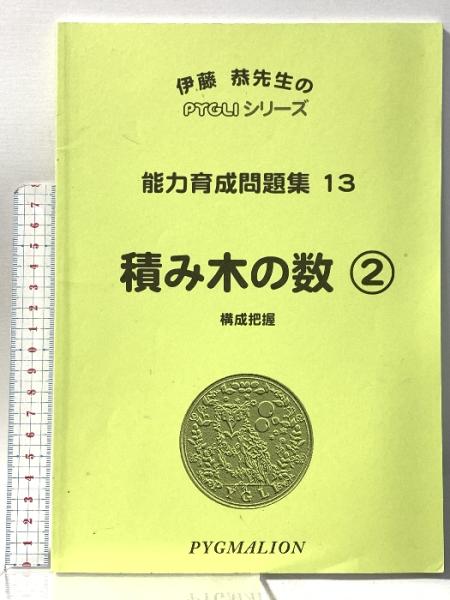 伊藤 恭先生の
PYGLIシリーズ
能力育成問題集 13
積み木の数 ②
構成把握
PYGLI
PYGMALION